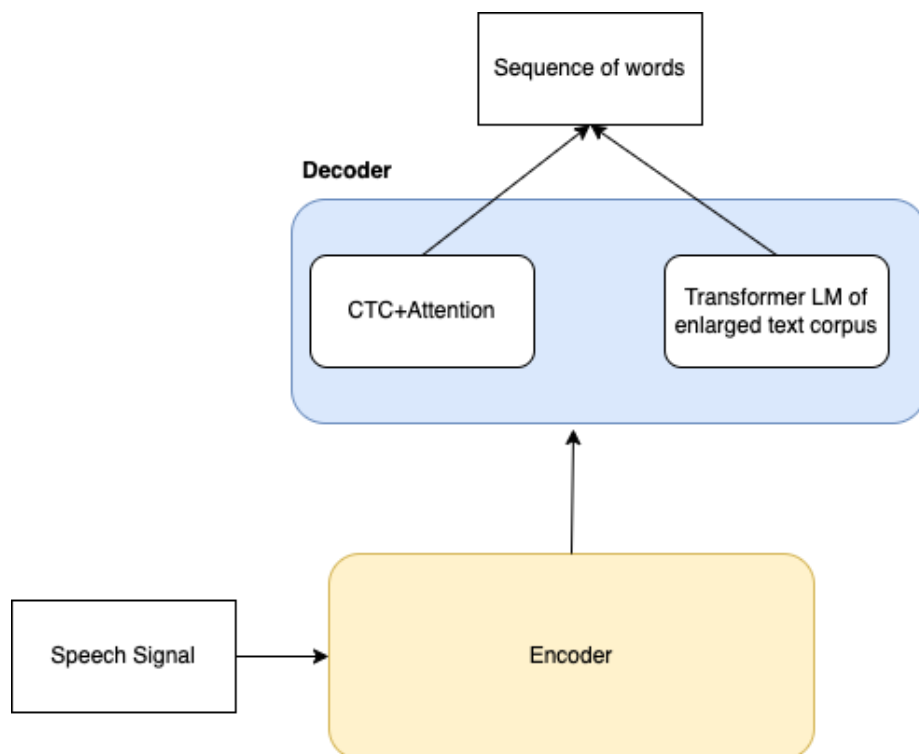 Sequence of words
Decoder
CTC+Attention
Transformer LM of
enlarged text corpus
Speech Signal
Encoder